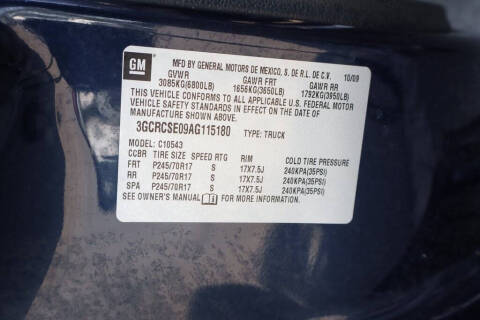 GM
MFD BY GENERAL MOTORS DE MEXICO, S. DE R.L. DE C.V. 10/09
GVWR GAWR FRT GAWR RR
3085KG(6800LB) 1656KG(3650LB) 1792KG(3950LB)
THIS VEHICLE CONFORMS TO ALL APPLICABLE U.S. FEDERAL MOTOR
VEHICLE SAFETY STANDARDS IN EFFECT ON THE DATE OF
MANUFACTURE SHOWN ABOVE.
3GCRCSE09AG115180 TYPE: TRUCK
MODEL: C10543
CCBR TIRE SIZE SPEED RTG RIM COLD TIRE PRESSURE
FRT P245/70R17 S 17X7.5J 240KPA(35PSI)
RR P245/70R17 S 17X7.5J 240KPA(35PSI)
SPA P245/70R17 S 17X7.5J 240KPA(35PSI)
SEE OWNER'S MANUAL FOR MORE INFORMATION.